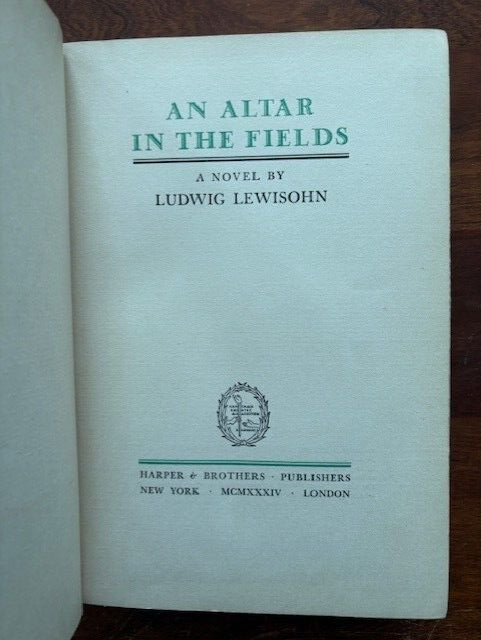 AN ALTAR
IN THE FIELDS
A NOVEL BY
LUDWIG LEWISOHN
HARPER & BROTHERS · PUBLISHERS
NEW YORK · MCMXXXIV · LONDON